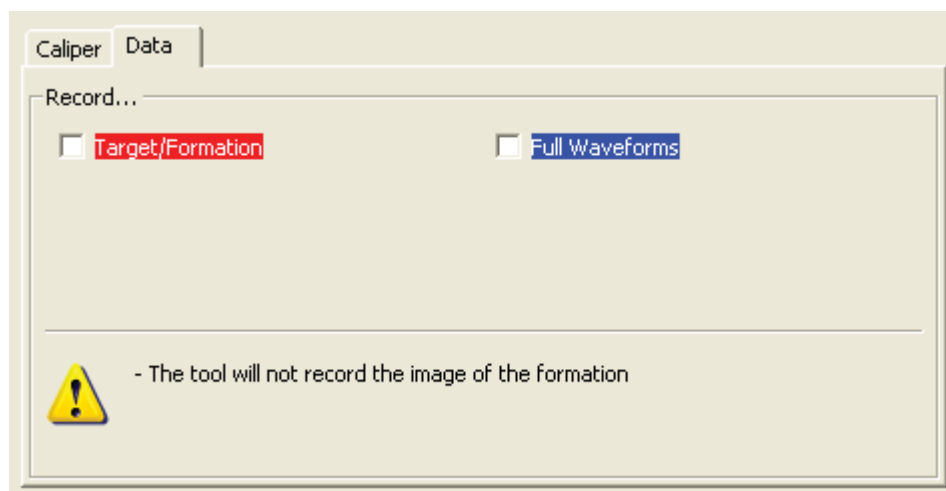 Caliper Data
Record...
Target/Formation Full Waveforms
- The tool will not record the image of the formation